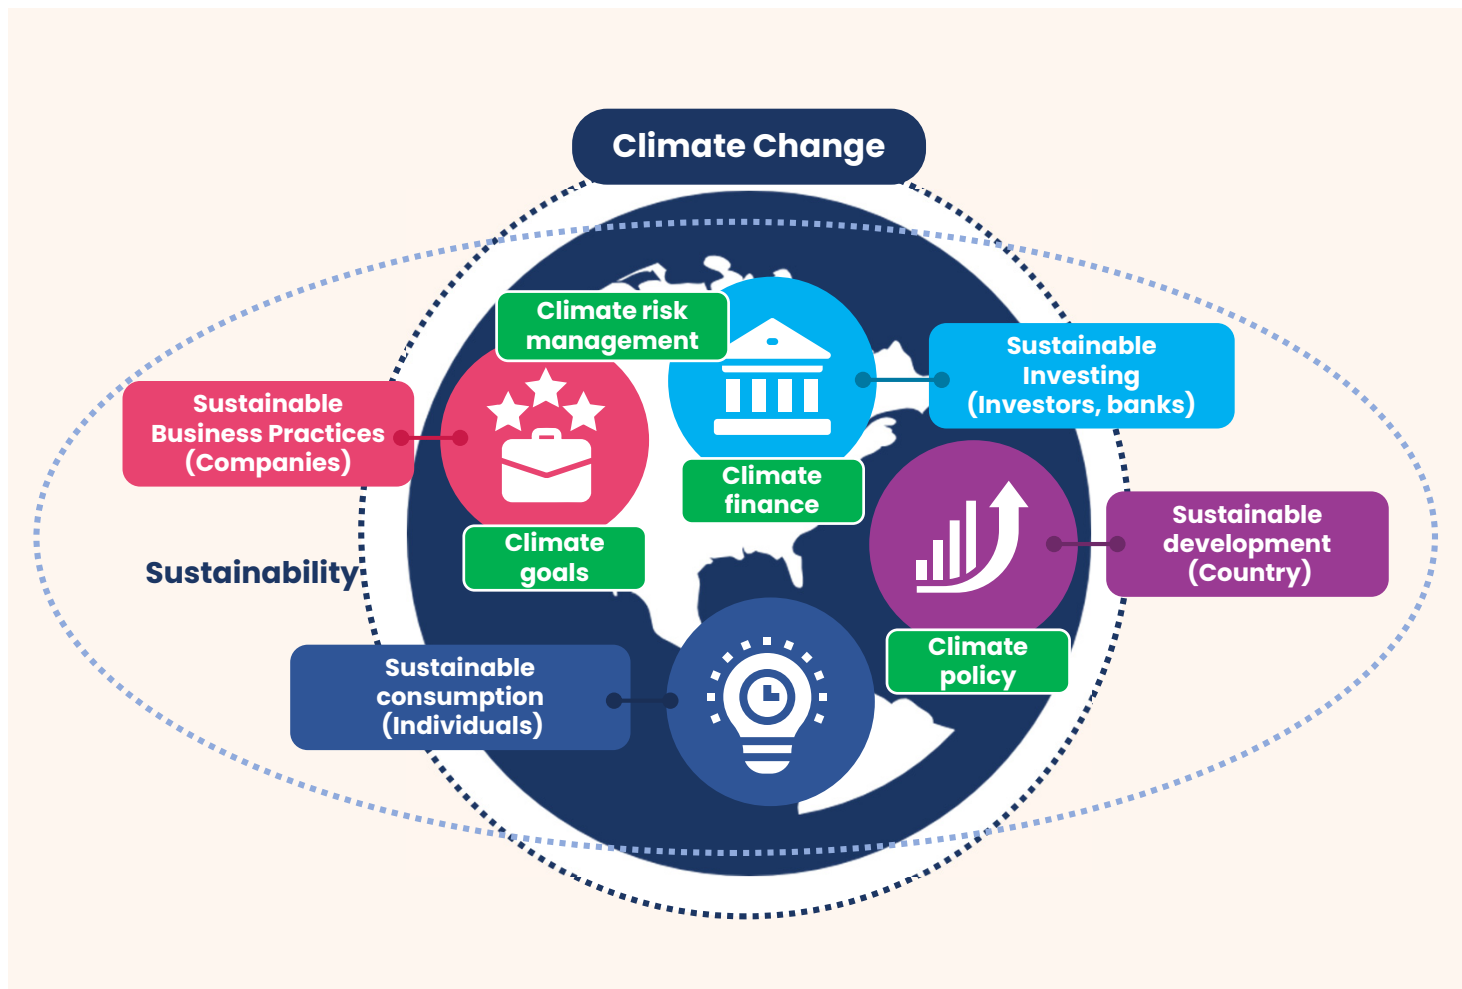 Climate Change
Climate risk
management
Sustainable
Investing
(Investors, banks)
Sustainable
Business Practices
(Companies)
Climate
finance
Sustainable
development
(Country)
Climate
goals
Sustainability
Climate
policy
Sustainable
consumption
(Individuals)